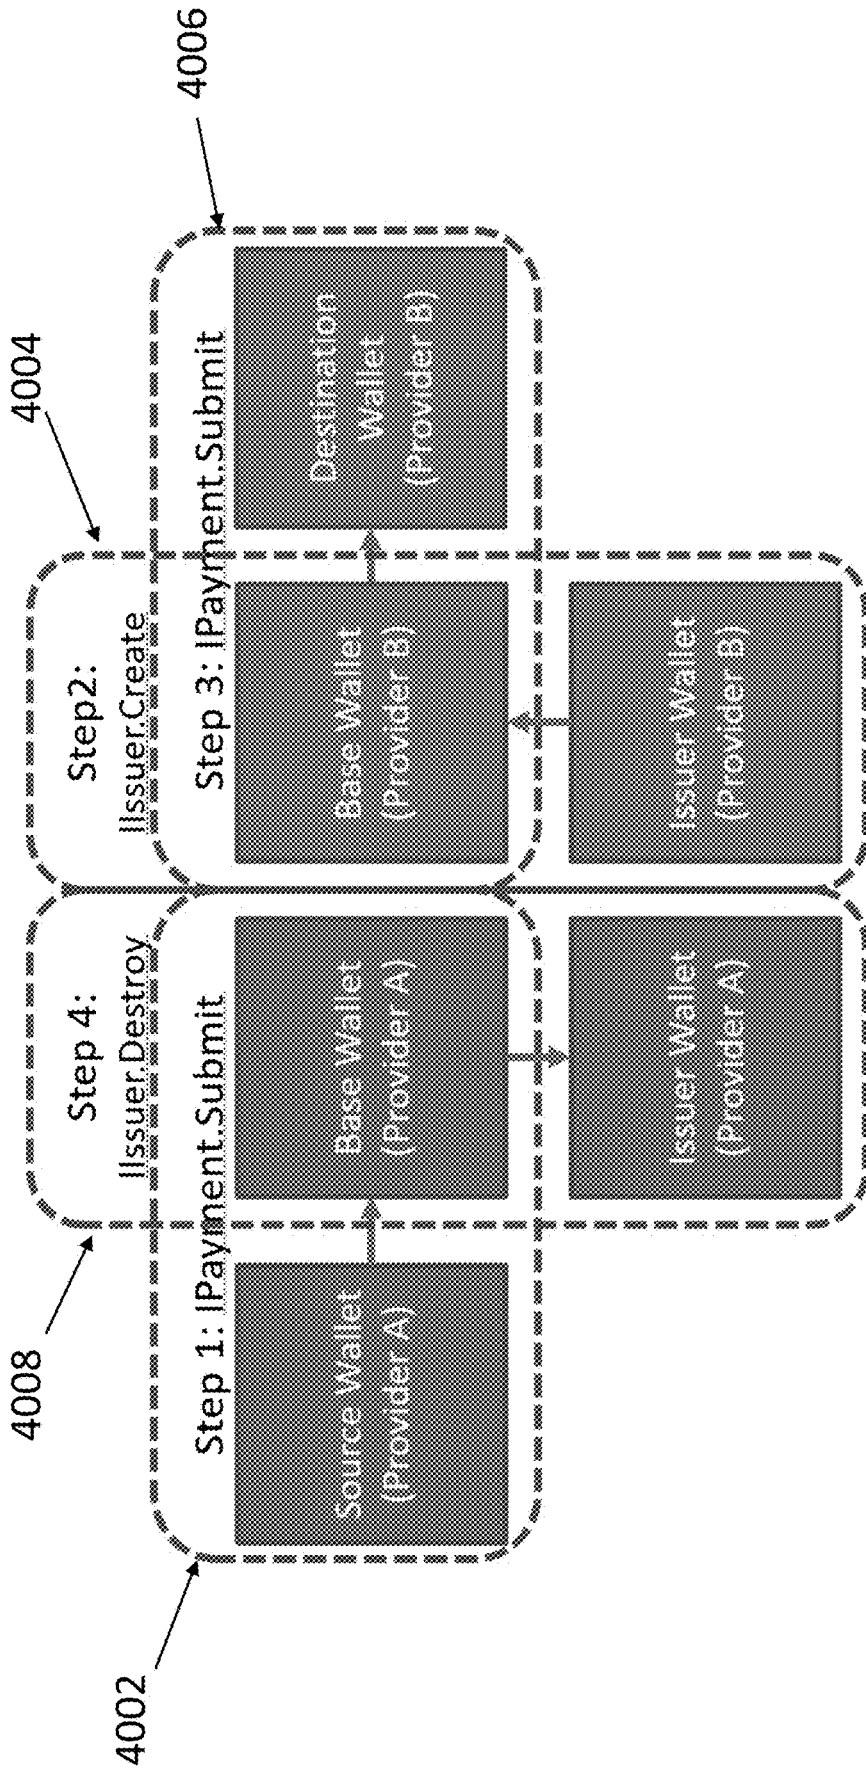 4008
4004
4006
4002
Step 4:
IIssuer.Destroy
Step2:
IIssuer.Create
Step 1: IPayment.Submit
Step 3: IPayment.Submit
Source Wallet
(Provider A)
Base Wallet
(Provider A)
Base Wallet
(Provider B)
Destination
Wallet
(Provider B)
Issuer Wallet
(Provider A)
Issuer Wallet
(Provider B)